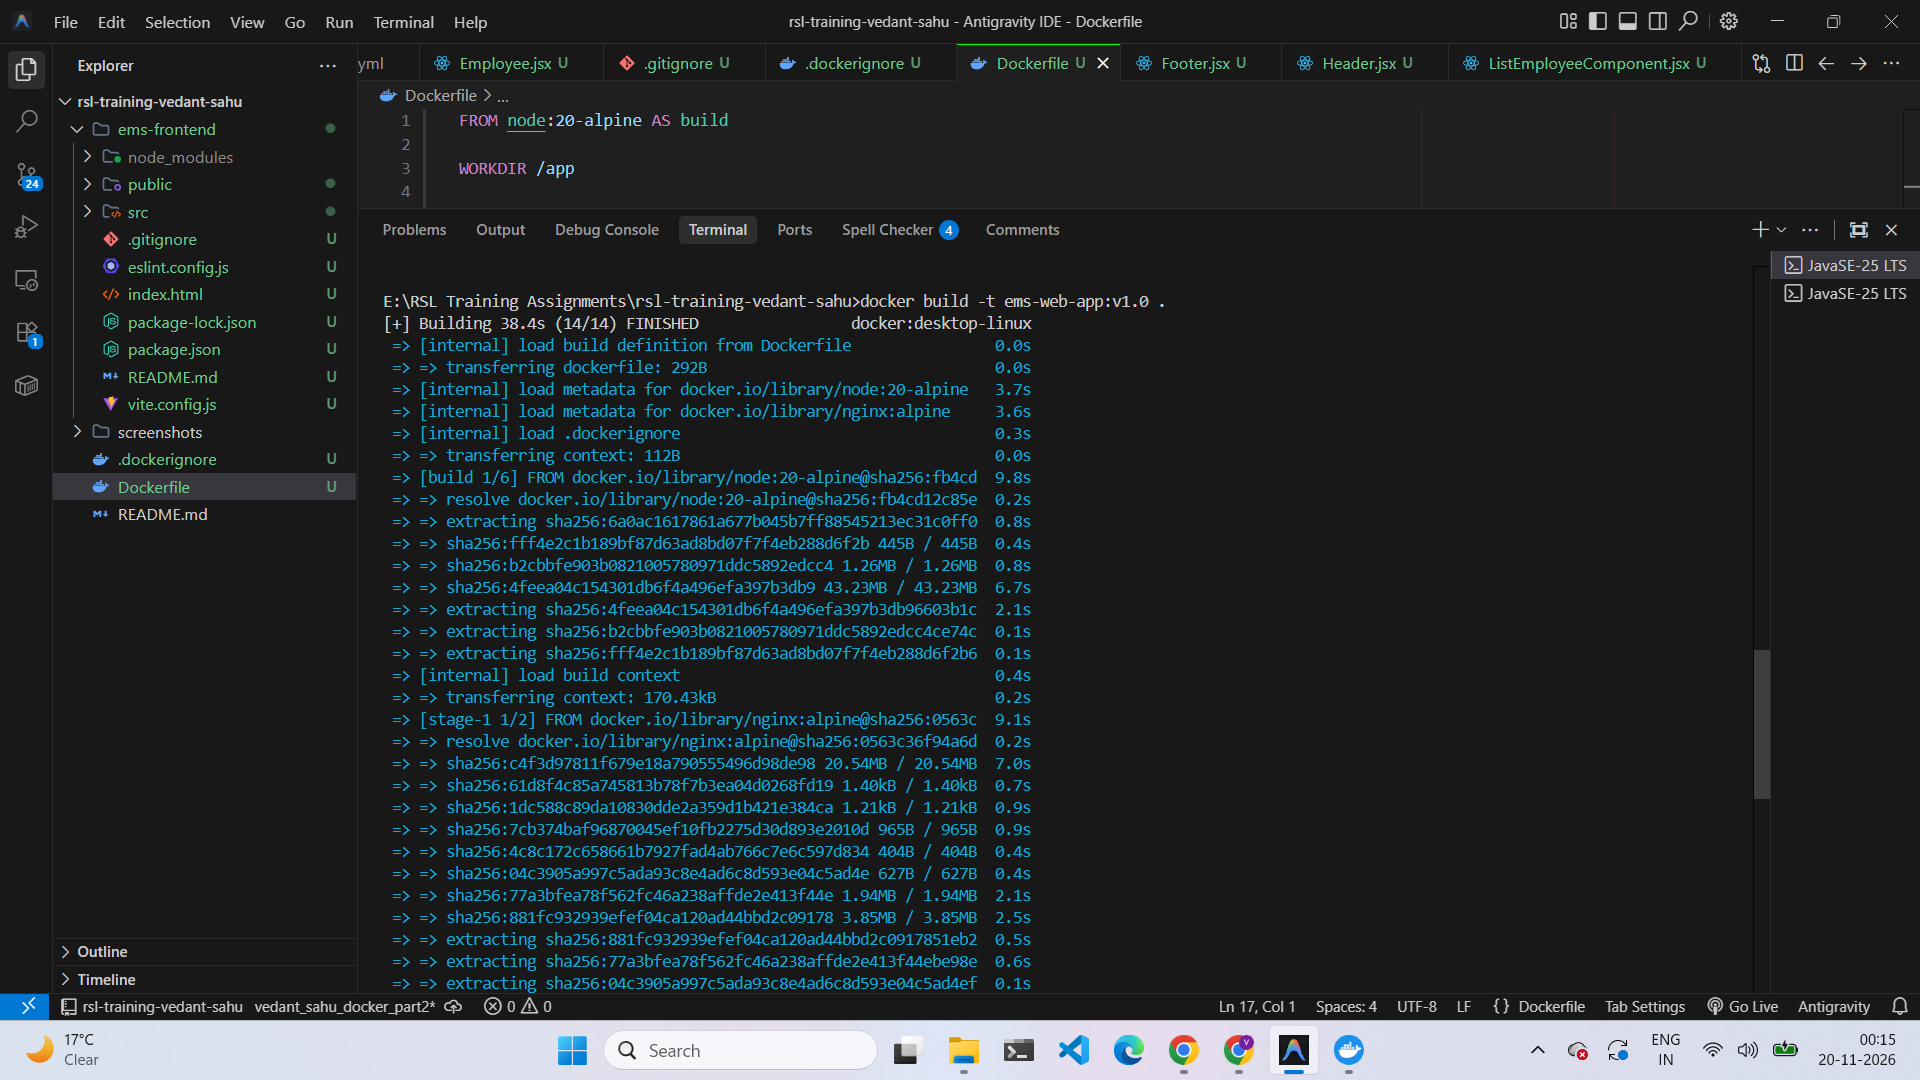 File Edit Selection View Go Run Terminal Help
rsl-training-vedant-sahu - Antigravity IDE - Dockerfile
Explorer
yml
Employee.jsx U
.gitignore U
.dockerignore U
Dockerfile U
Footer.jsx U
Header.jsx U
ListEmployeeComponent.jsx U
rsl-training-vedant-sahu
ems-frontend
node_modules
public
src
.gitignore U
eslint.config.js U
index.html U
package-lock.json U
package.json U
README.md U
vite.config.js U
screenshots
.dockerignore U
Dockerfile U
README.md
Outline
Timeline
24
1
Dockerfile > ...
1 FROM node:20-alpine AS build
2
3 WORKDIR /app
4
Problems Output Debug Console Terminal Ports Spell Checker 4 Comments
JavaSE-25 LTS
JavaSE-25 LTS
E:\RSL Training Assignments\rsl-training-vedant-sahu>docker build -t ems-web-app:v1.0 .
[+] Building 38.4s (14/14) FINISHED docker:desktop-linux
=> [internal] load build definition from Dockerfile 0.0s
=> => transferring dockerfile: 292B 0.0s
=> [internal] load metadata for docker.io/library/node:20-alpine 3.7s
=> [internal] load metadata for docker.io/library/nginx:alpine 3.6s
=> [internal] load .dockerignore 0.3s
=> => transferring context: 112B 0.0s
=> [build 1/6] FROM docker.io/library/node:20-alpine@sha256:fb4cd 9.8s
=> => resolve docker.io/library/node:20-alpine@sha256:fb4cd12c85e 0.2s
=> => extracting sha256:6a0ac1617861a677b045b7ff88545213ec31c0ff0 0.8s
=> => sha256:fff4e2c1b189bf87d63ad8bd07f7f4eb288d6f2b 445B / 445B 0.4s
=> => sha256:b2cbbfe903b0821005780971ddc5892edcc4 1.26MB / 1.26MB 0.8s
=> => sha256:4feea04c154301db6f4a496efa397b3db9 43.23MB / 43.23MB 6.7s
=> => extracting sha256:4feea04c154301db6f4a496efa397b3db96603b1c 2.1s
=> => extracting sha256:b2cbbfe903b0821005780971ddc5892edcc4ce74c 0.1s
=> => extracting sha256:fff4e2c1b189bf87d63ad8bd07f7f4eb288d6f2b6 0.1s
=> [internal] load build context 0.4s
=> => transferring context: 170.43kB 0.2s
=> [stage-1 1/2] FROM docker.io/library/nginx:alpine@sha256:0563c 9.1s
=> => resolve docker.io/library/nginx:alpine@sha256:0563c36f94a6d 0.2s
=> => sha256:c4f3d97811f679e18a790555496d98de98 20.54MB / 20.54MB 7.0s
=> => sha256:61d8f4c85a745813b78f7b3ea04d0268fd19 1.40kB / 1.40kB 0.7s
=> => sha256:1dc588c89da10830dde2a359d1b421e384ca 1.21kB / 1.21kB 0.9s
=> => sha256:7cb374baf96870045ef10fb2275d30d893e2010d 965B / 965B 0.9s
=> => sha256:4c8c172c658661b7927fad4ab766c7e6c597d834 404B / 404B 0.4s
=> => sha256:04c3905a997c5ada93c8e4ad6c8d593e04c5ad4e 627B / 627B 0.4s
=> => sha256:77a3bfea78f562fc46a238affde2e413f44e 1.94MB / 1.94MB 2.1s
=> => sha256:881fc932939efef04ca120ad44bbd2c09178 3.85MB / 3.85MB 2.5s
=> => extracting sha256:881fc932939efef04ca120ad44bbd2c0917851eb2 0.5s
=> => extracting sha256:77a3bfea78f562fc46a238affde2e413f44ebe98e 0.6s
=> => extracting sha256:04c3905a997c5ada93c8e4ad6c8d593e04c5ad4ef 0.1s
rsl-training-vedant-sahu vedant_sahu_docker_part2* 0 0
Ln 17, Col 1 Spaces: 4 UTF-8 LF {} Dockerfile Tab Settings Go Live Antigravity
17°C
Clear
Search
ENG
IN
00:15
20-11-2026